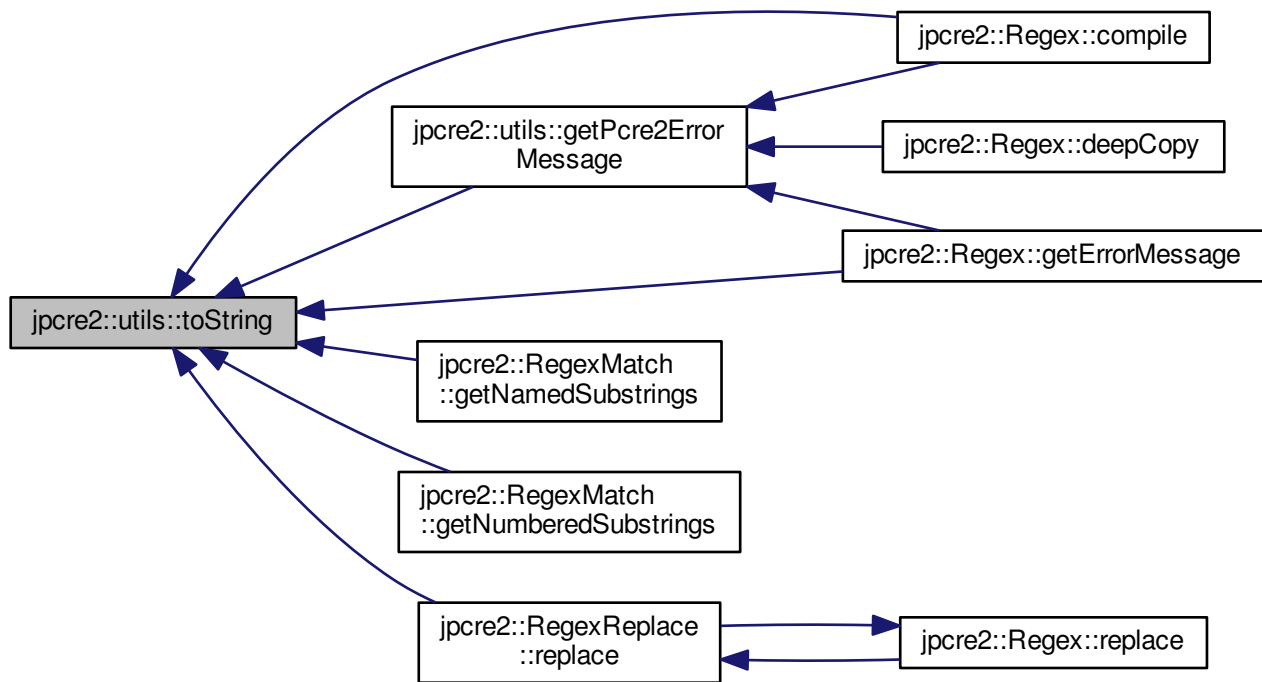 jpcre2::Regex::compile
jpcre2::utils::getPcre2Error
Message
jpcre2::Regex::deepCopy
jpcre2::Regex::getErrorMessage
jpcre2::utils::toString
jpcre2::RegexMatch
::getNamedSubstrings
jpcre2::RegexMatch
::getNumberedSubstrings
jpcre2::RegexReplace
::replace
jpcre2::Regex::replace